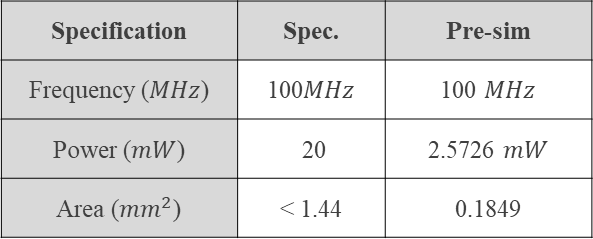 Specification Spec. Pre-sim
Frequency (MHz) 100MHz 100 MHz
Power (mW) 20 2.5726 mW
Area (mm²) < 1.44 0.1849